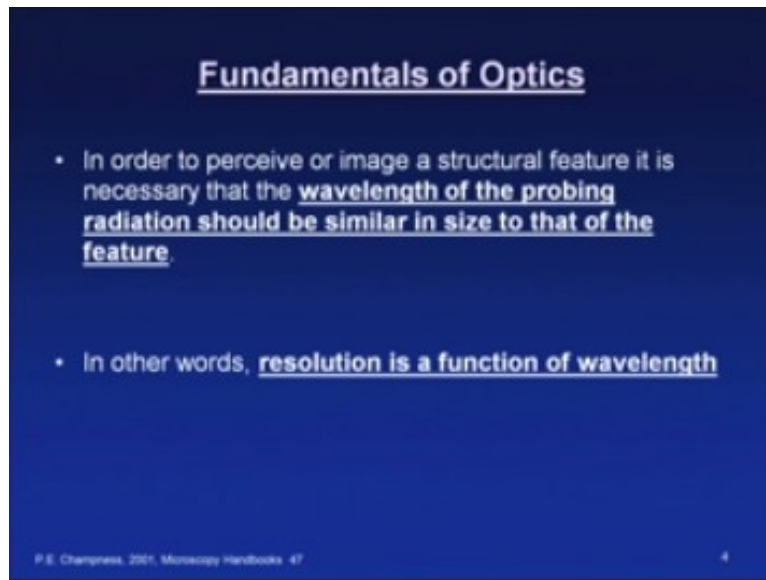 Fundamentals of Optics
• In order to perceive or image a structural feature it is
necessary that the wavelength of the probing
radiation should be similar in size to that of the
feature.
• In other words, resolution is a function of wavelength
P.E. Champness, 2001, Microscopy Handbooks 47
4